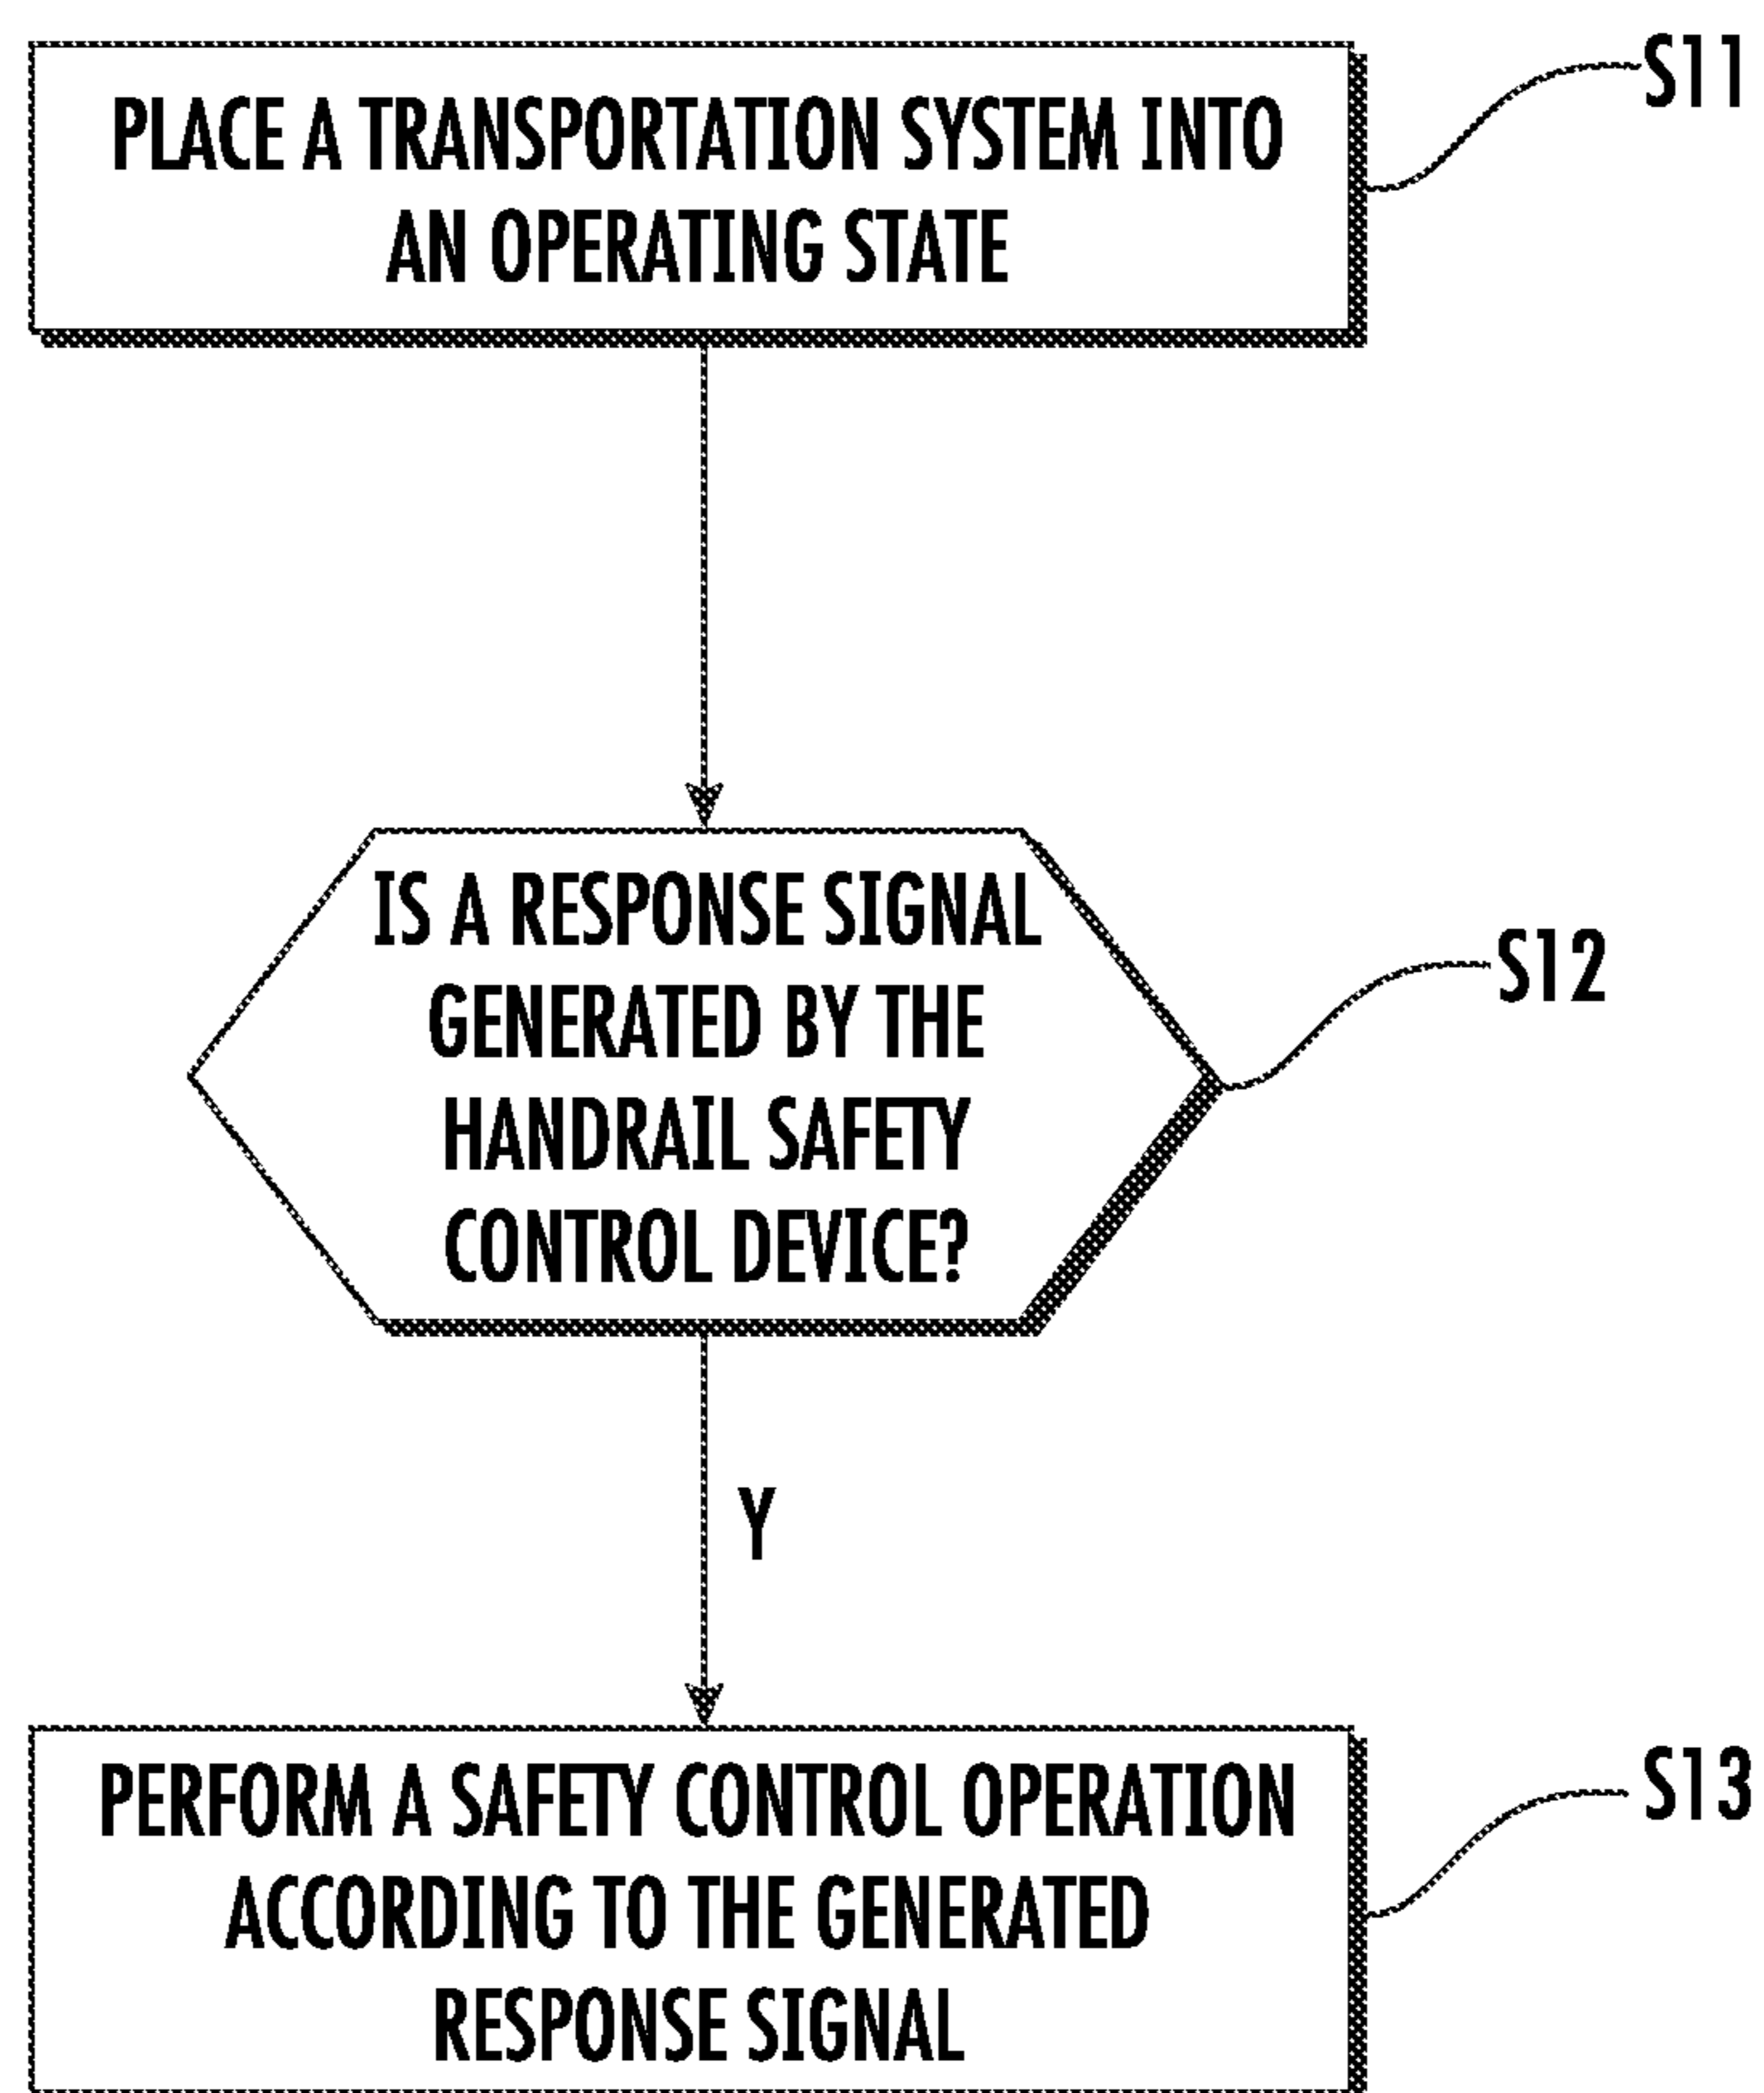 PLACE A TRANSPORTATION SYSTEM INTO
AN OPERATING STATE
S11
IS A RESPONSE SIGNAL
GENERATED BY THE
HANDRAIL SAFETY
CONTROL DEVICE?
S12
Y
PERFORM A SAFETY CONTROL OPERATION
ACCORDING TO THE GENERATED
RESPONSE SIGNAL
S13